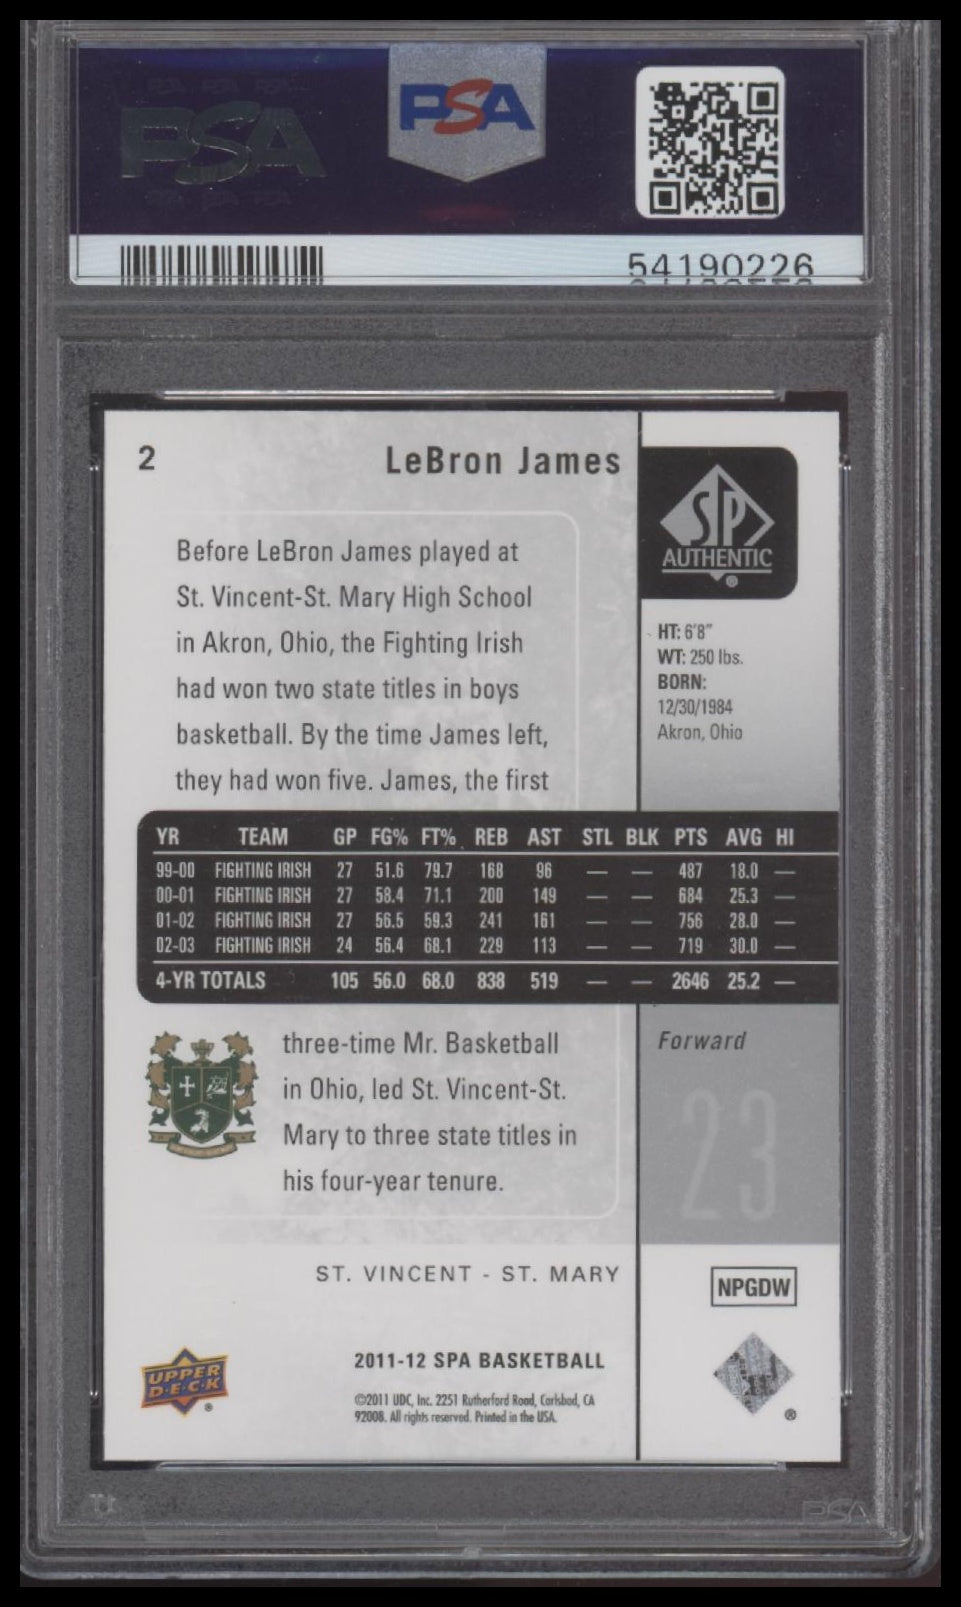 PSA PSA PSA
PSA
PSA PSA PSA
PSA
54190226
2
LeBron James
SP
AUTHENTIC
®
Before LeBron James played at
St. Vincent-St. Mary High School
in Akron, Ohio, the Fighting Irish
had won two state titles in boys
basketball. By the time James left,
they had won five. James, the first
HT: 6'8"
WT: 250 lbs.
BORN:
12/30/1984
Akron, Ohio
YR TEAM GP FG% FT% REB AST STL BLK PTS AVG HI
99-00 FIGHTING IRISH 27 51.6 79.7 168 96 — — 487 18.0 —
00-01 FIGHTING IRISH 27 58.4 71.1 200 149 — — 684 25.3 —
01-02 FIGHTING IRISH 27 56.5 59.3 241 161 — — 756 28.0 —
02-03 FIGHTING IRISH 24 56.4 68.1 229 113 — — 719 30.0 —
4-YR TOTALS 105 56.0 68.0 838 519 — — 2646 25.2 —
three-time Mr. Basketball
in Ohio, led St. Vincent-St.
Mary to three state titles in
his four-year tenure.
Forward
23
ST. VINCENT - ST. MARY
NPGDW
UPPER
D·E·C·K
®
2011-12 SPA BASKETBALL
©2011 UDC, Inc. 2251 Rutherford Road, Carlsbad, CA
92008. All rights reserved. Printed in the USA.
®
PSA